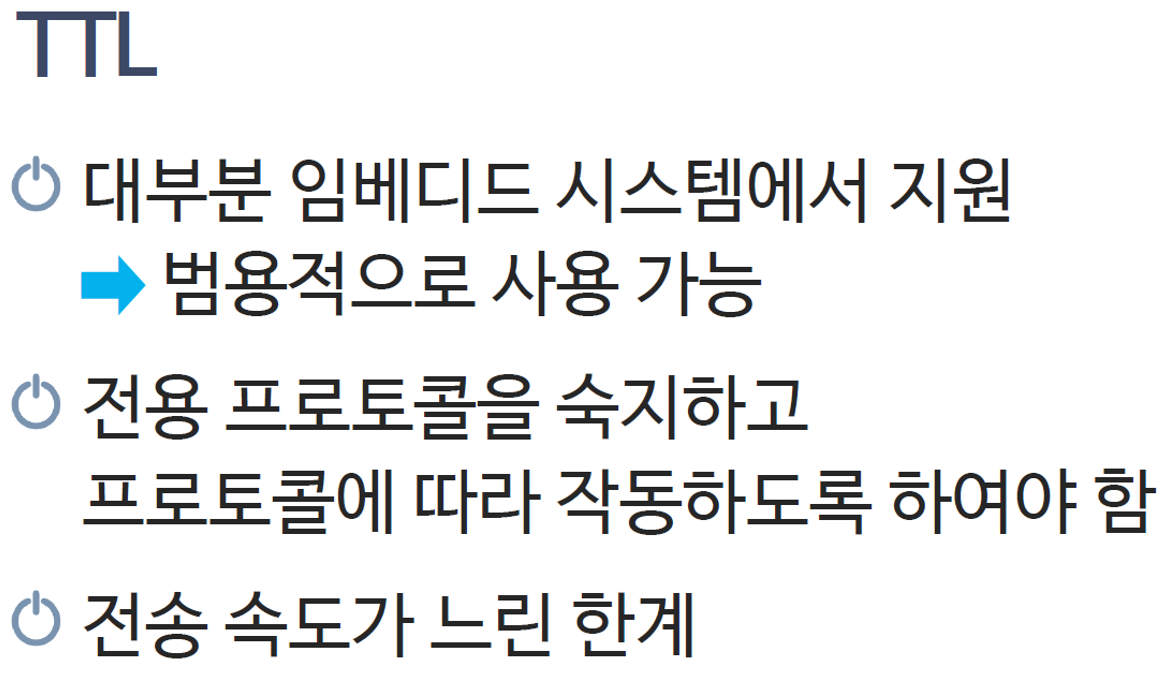 TTL
대부분 임베디드 시스템에서 지원
➡ 범용적으로 사용 가능
전용 프로토콜을 숙지하고
프로토콜에 따라 작동하도록 하여야 함
전송 속도가 느린 한계